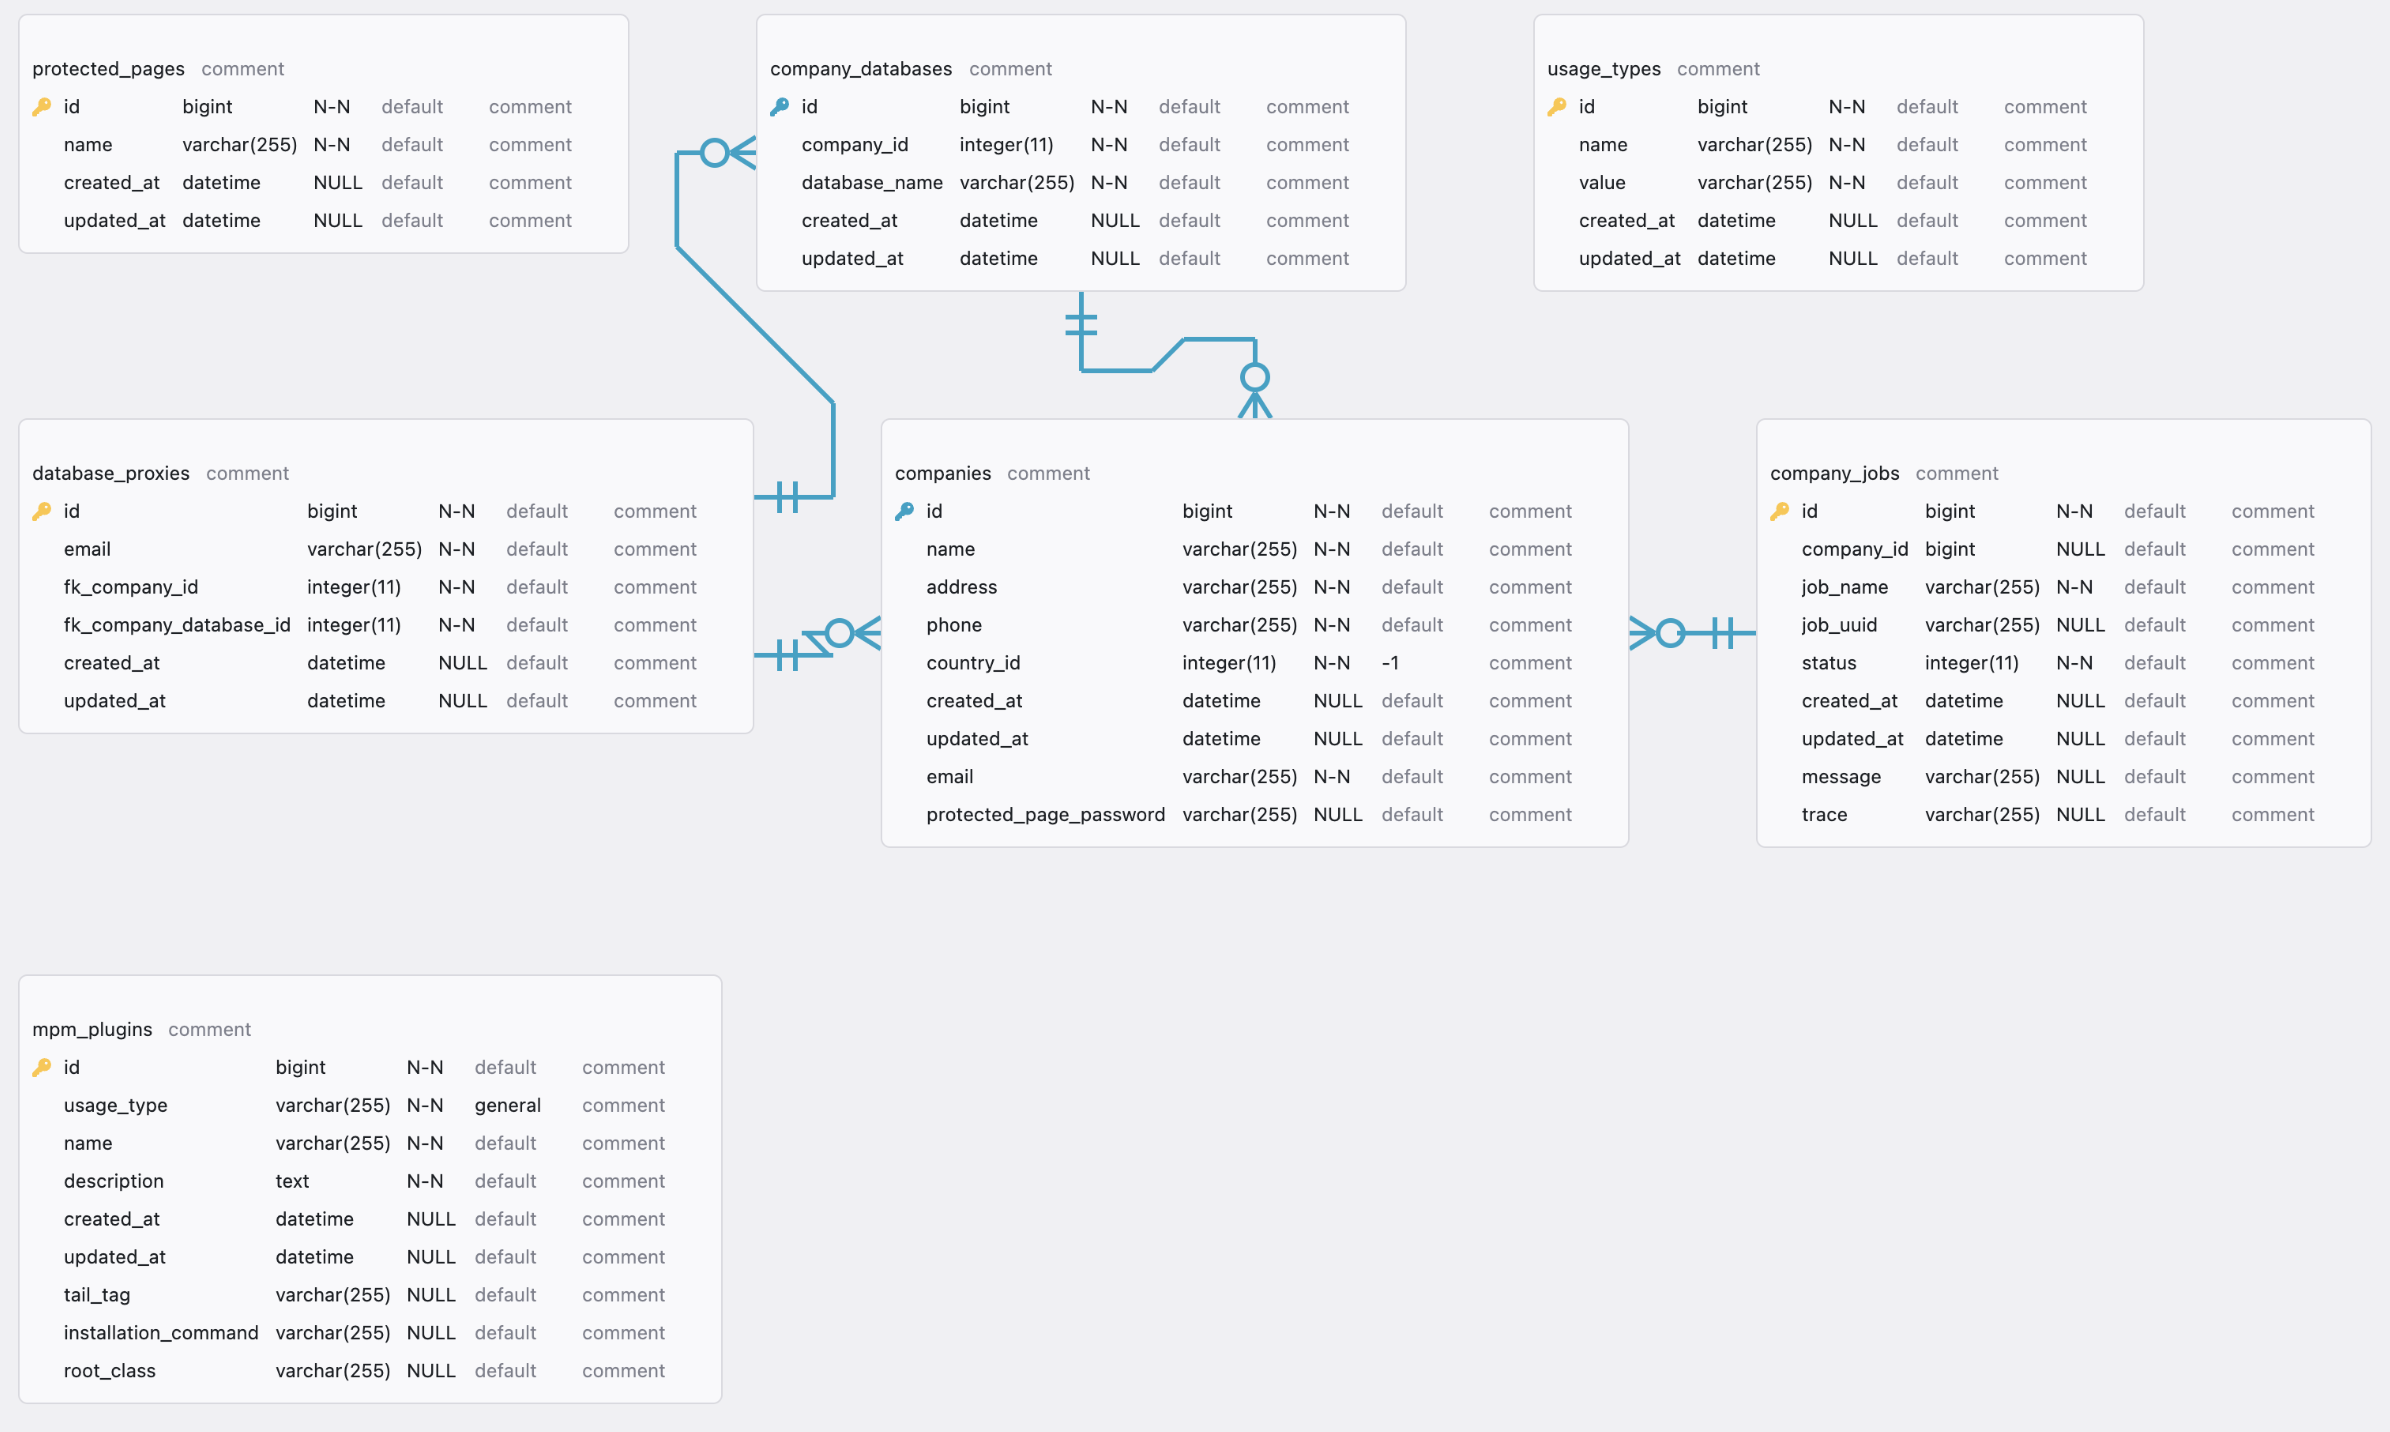 protected_pages comment
id bigint N-N default comment
name varchar(255) N-N default comment
created_at datetime NULL default comment
updated_at datetime NULL default comment
company_databases comment
id bigint N-N default comment
company_id integer(11) N-N default comment
database_name varchar(255) N-N default comment
created_at datetime NULL default comment
updated_at datetime NULL default comment
usage_types comment
id bigint N-N default comment
name varchar(255) N-N default comment
value varchar(255) N-N default comment
created_at datetime NULL default comment
updated_at datetime NULL default comment
database_proxies comment
id bigint N-N default comment
email varchar(255) N-N default comment
fk_company_id integer(11) N-N default comment
fk_company_database_id integer(11) N-N default comment
created_at datetime NULL default comment
updated_at datetime NULL default comment
companies comment
id bigint N-N default comment
name varchar(255) N-N default comment
address varchar(255) N-N default comment
phone varchar(255) N-N default comment
country_id integer(11) N-N -1 comment
created_at datetime NULL default comment
updated_at datetime NULL default comment
email varchar(255) N-N default comment
protected_page_password varchar(255) NULL default comment
company_jobs comment
id bigint N-N default comment
company_id bigint NULL default comment
job_name varchar(255) N-N default comment
job_uuid varchar(255) NULL default comment
status integer(11) N-N default comment
created_at datetime NULL default comment
updated_at datetime NULL default comment
message varchar(255) NULL default comment
trace varchar(255) NULL default comment
mpm_plugins comment
id bigint N-N default comment
usage_type varchar(255) N-N general comment
name varchar(255) N-N default comment
description text N-N default comment
created_at datetime NULL default comment
updated_at datetime NULL default comment
tail_tag varchar(255) NULL default comment
installation_command varchar(255) NULL default comment
root_class varchar(255) NULL default comment